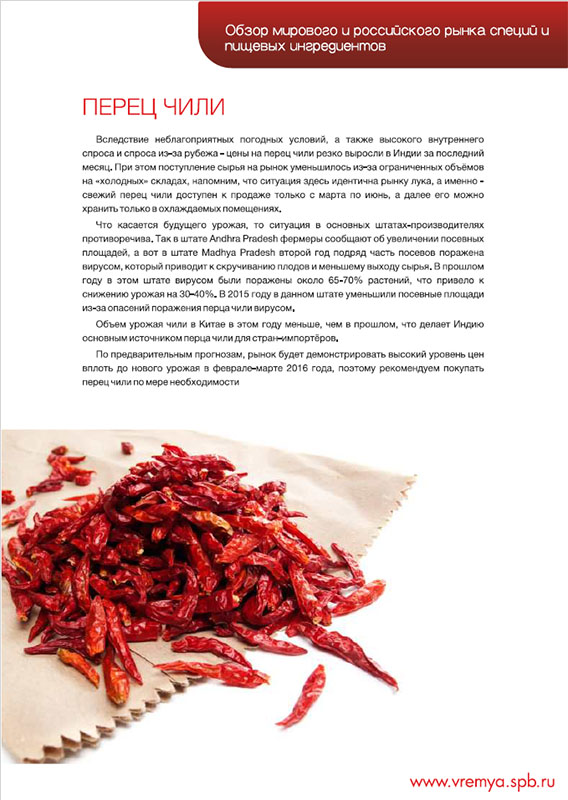 Обзор мирового и российского рынка специй и
пищевых ингредиентов
ПЕРЕЦ ЧИЛИ
Вследствие неблагоприятных погодных условий, а также высокого внутреннего
спроса и спроса из-за рубежа - цены на перец чили резко выросли в Индии за последний
месяц. При этом поступление сырья на рынок уменьшилось из-за ограниченных объёмов
на «холодных» складах, напомним, что ситуация здесь идентична рынку лука, а именно -
свежий перец чили доступен к продаже только с марта по июнь, а далее его можно
хранить только в охлаждаемых помещениях.
Что касается будущего урожая, то ситуация в основных штатах-производителях
противоречива. Так в штате Andhra Pradesh фермеры сообщают об увеличении посевных
площадей, а вот в штате Madhya Pradesh второй год подряд часть посевов поражена
вирусом, который приводит к скручиванию плодов и меньшему выходу сырья. В прошлом
году в этом штате вирусом были поражены около 65-70% растений, что привело к
снижению урожая на 30-40%. В 2015 году в данном штате уменьшили посевные площади
из-за опасений поражения перца чили вирусом.
Объем урожая чили в Китае в этом году меньше, чем в прошлом, что делает Индию
основным источником перца чили для стран-импортёров.
По предварительным прогнозам, рынок будет демонстрировать высокий уровень цен
вплоть до нового урожая в феврале-марте 2016 года, поэтому рекомендуем покупать
перец чили по мере необходимости
www.vremya.spb.ru